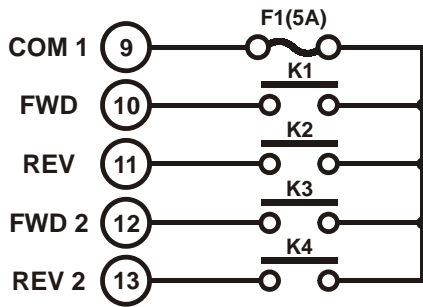 F1(5A)
COM 1 9
K1
FWD 10
K2
REV 11
K3
FWD 2 12
K4
REV 2 13